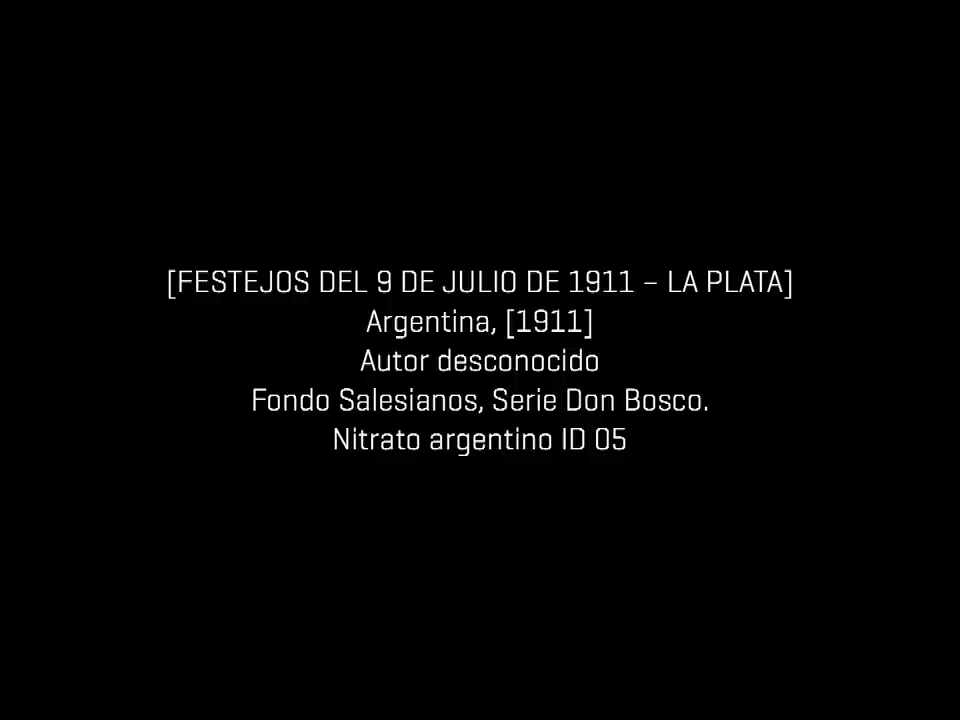 [FESTEJOS DEL 9 DE JULIO DE 1911 – LA PLATA]
Argentina, [1911]
Autor desconocido
Fondo Salesianos, Serie Don Bosco.
Nitrato argentino ID 05